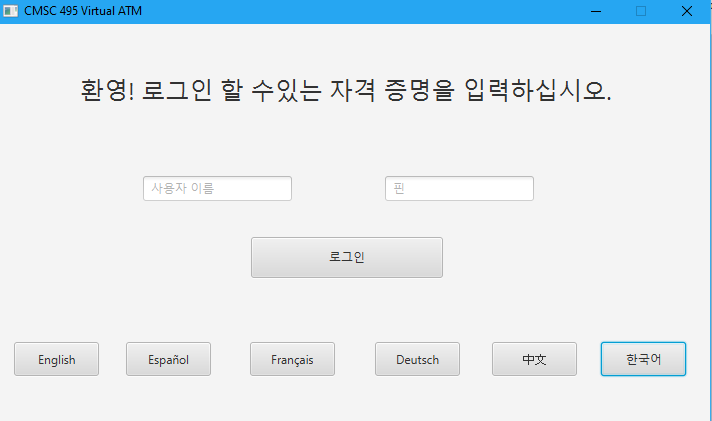 CMSC 495 Virtual ATM
환영! 로그인 할 수있는 자격 증명을 입력하십시오.
사용자 이름
핀
로그인
English
Español
Français
Deutsch
中文
한국어